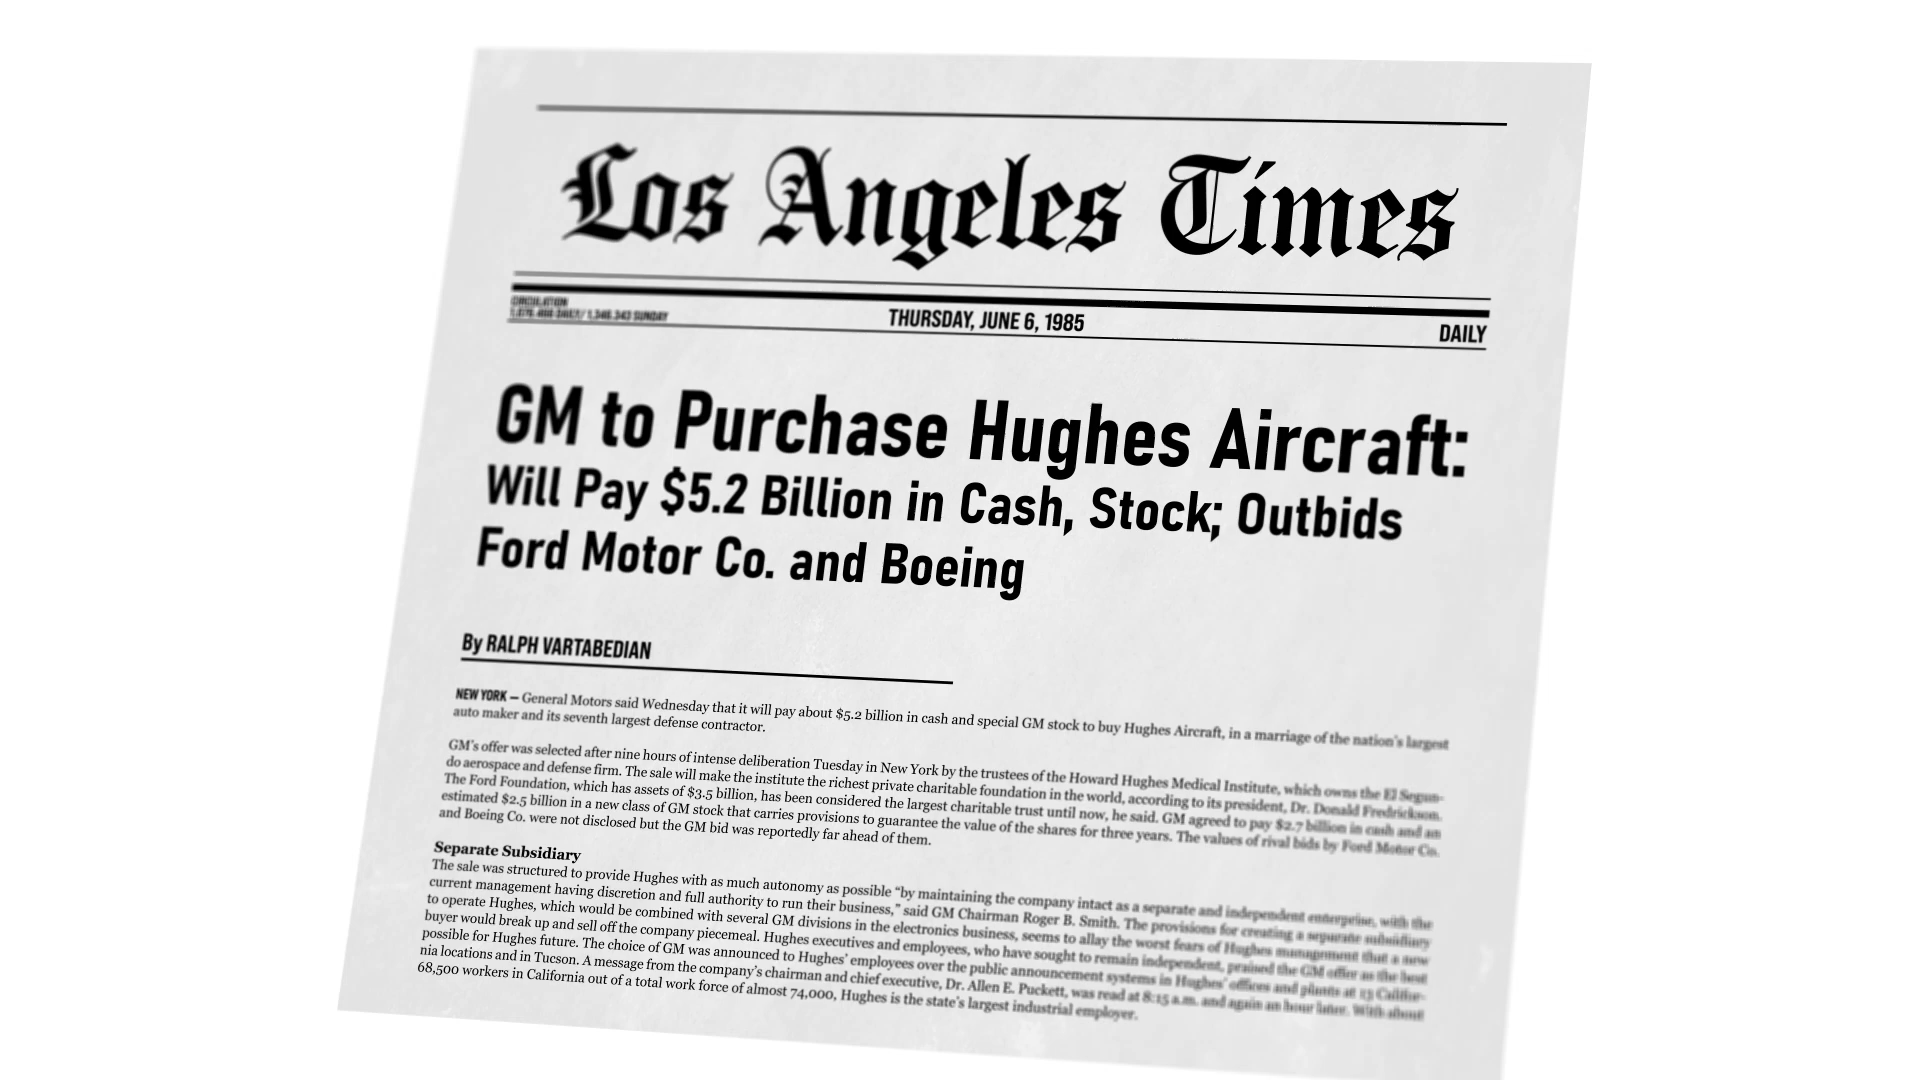 Los Angeles Times
CIRCULATION
DAILY/ 1,346,343 SUNDAY
THURSDAY, JUNE 6, 1985
DAILY
GM to Purchase Hughes Aircraft:
Will Pay $5.2 Billion in Cash, Stock; Outbids
Ford Motor Co. and Boeing
By RALPH VARTABEDIAN
NEW YORK — General Motors said Wednesday that it will pay about $5.2 billion in cash and special GM stock to buy Hughes Aircraft, in a marriage of the nation’s largest
auto maker and its seventh largest defense contractor.
GM’s offer was selected after nine hours of intense deliberation Tuesday in New York by the trustees of the Howard Hughes Medical Institute, which owns the El Segun-
do aerospace and defense firm. The sale will make the institute the richest private charitable foundation in the world, according to its president, Dr. Donald Fredrickson.
The Ford Foundation, which has assets of $3.5 billion, has been considered the largest charitable trust until now, he said. GM agreed to pay $2.7 billion in cash and an
estimated $2.5 billion in a new class of GM stock that carries provisions to guarantee the value of the shares for three years. The values of rival bids by Ford Motor Co.
and Boeing Co. were not disclosed but the GM bid was reportedly far ahead of them.
Separate Subsidiary
The sale was structured to provide Hughes with as much autonomy as possible “by maintaining the company intact as a separate and independent enterprise, with the
current management having discretion and full authority to run their business,” said GM Chairman Roger B. Smith. The provisions for creating a separate subsidiary
to operate Hughes, which would be combined with several GM divisions in the electronics business, seems to allay the worst fears of Hughes management that a new
buyer would break up and sell off the company piecemeal. Hughes executives and employees, who have sought to remain independent, praised the GM offer as the best
possible for Hughes future. The choice of GM was announced to Hughes’ employees over the public announcement systems in Hughes’ offices and plants at 13 Califor-
nia locations and in Tucson. A message from the company’s chairman and chief executive, Dr. Allen E. Puckett, was read at 8:15 a.m. and again an hour later. With about
68,500 workers in California out of a total work force of almost 74,000, Hughes is the state’s largest industrial employer.